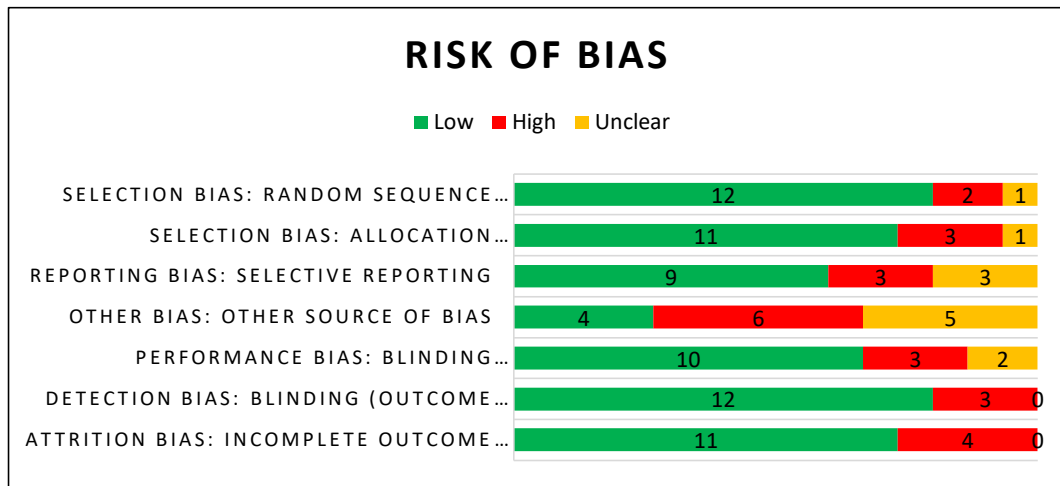 RISK OF BIAS
Low High Unclear
SELECTION BIAS: RANDOM SEQUENCE... 12 2 1
SELECTION BIAS: ALLOCATION... 11 3 1
REPORTING BIAS: SELECTIVE REPORTING 9 3 3
OTHER BIAS: OTHER SOURCE OF BIAS 4 6 5
PERFORMANCE BIAS: BLINDING 10 3 2
DETECTION BIAS: BLINDING (OUTCOME... 12 3 0
ATTRITION BIAS: INCOMPLETE OUTCOME... 11 4 0